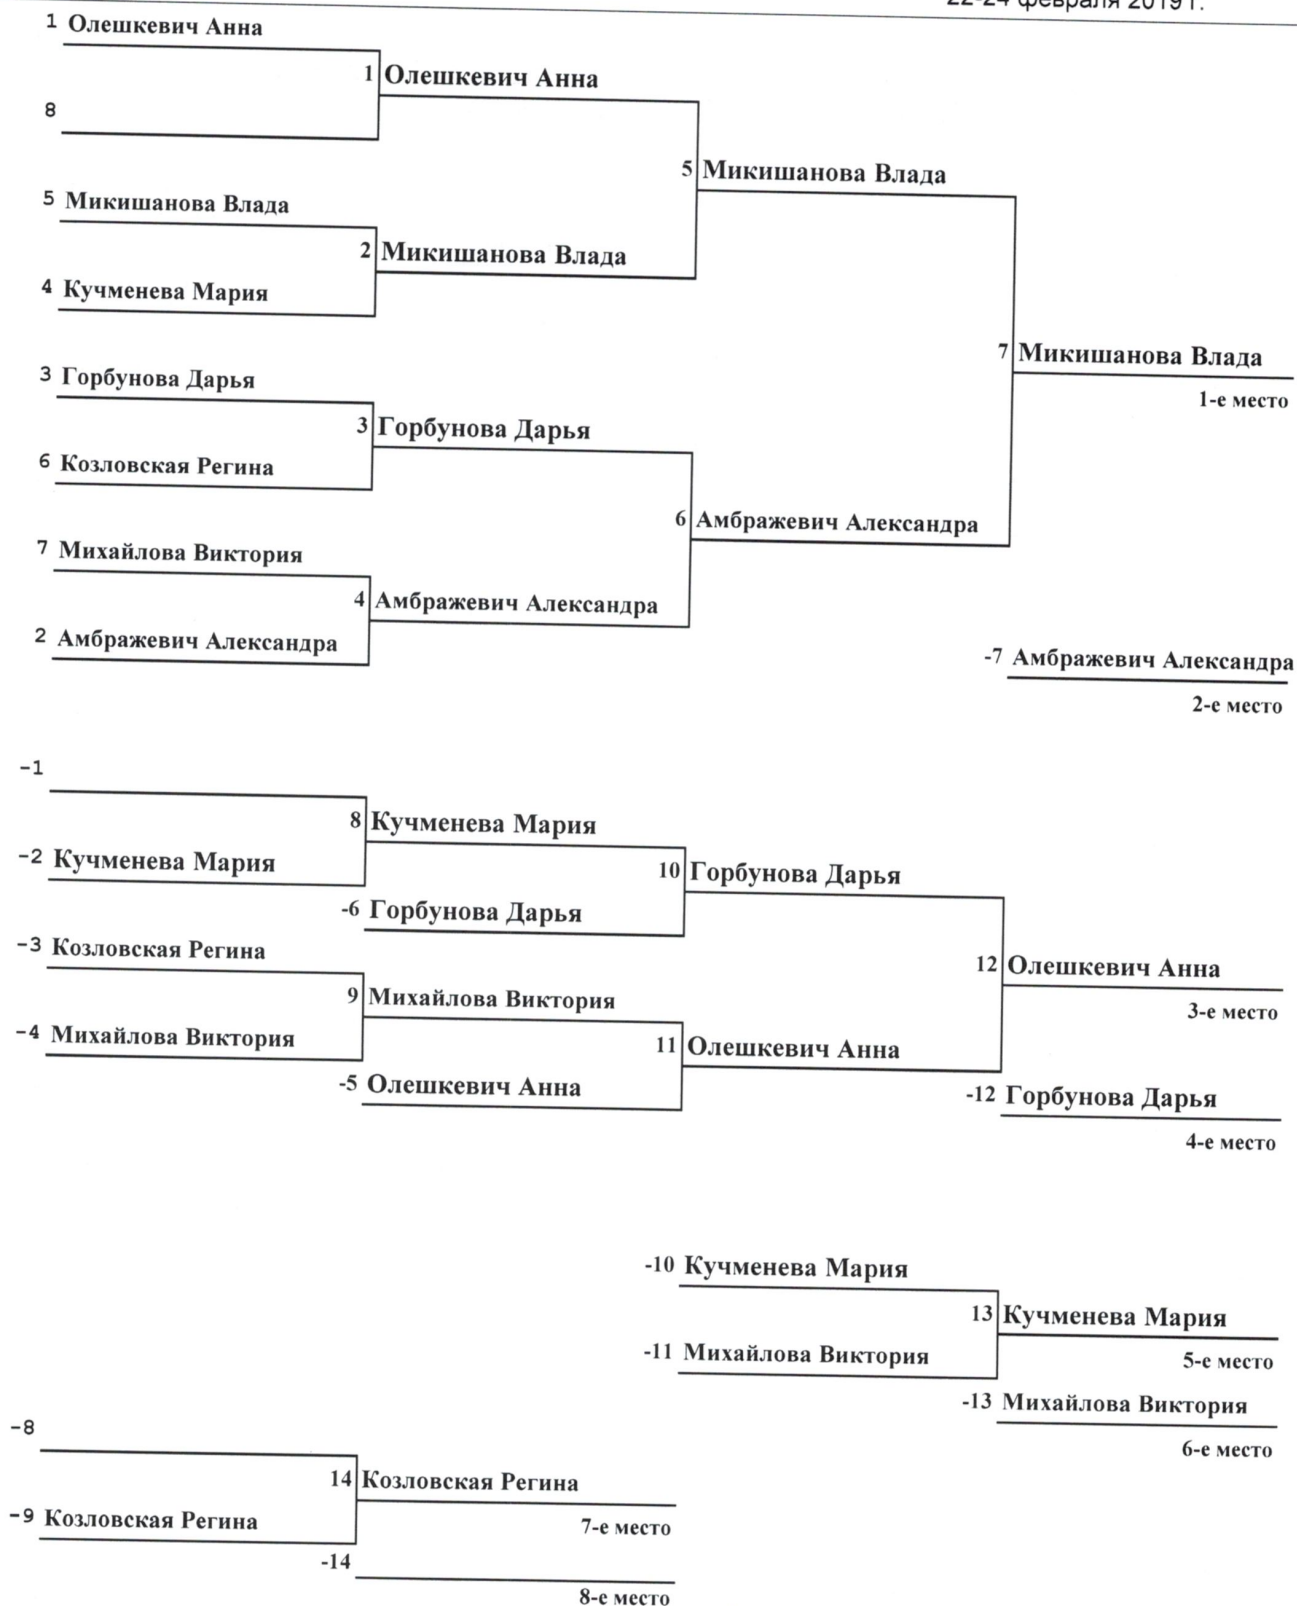 22-24 февраля 2019 г.
1 Олешкевич Анна
1 Олешкевич Анна
8
5 Микишанова Влада
5 Микишанова Влада
2 Микишанова Влада
4 Кучменева Мария
7 Микишанова Влада
1-е место
3 Горбунова Дарья
3 Горбунова Дарья
6 Козловская Регина
6 Амбражевич Александра
7 Михайлова Виктория
4 Амбражевич Александра
2 Амбражевич Александра
-7 Амбражевич Александра
2-е место
-1
8 Кучменева Мария
-2 Кучменева Мария
10 Горбунова Дарья
-6 Горбунова Дарья
-3 Козловская Регина
12 Олешкевич Анна
3-е место
9 Михайлова Виктория
-4 Михайлова Виктория
11 Олешкевич Анна
-5 Олешкевич Анна
-12 Горбунова Дарья
4-е место
-10 Кучменева Мария
13 Кучменева Мария
-11 Михайлова Виктория
5-е место
-13 Михайлова Виктория
6-е место
-8
14 Козловская Регина
-9 Козловская Регина
7-е место
-14
8-е место